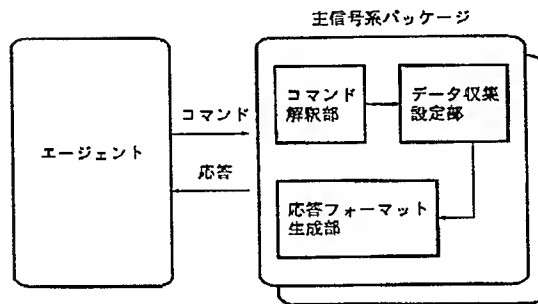 主信号系パッケージ
コマンド
解釈部
データ収集
設定部
コマンド
エージェント
応答
応答フォーマット
生成部